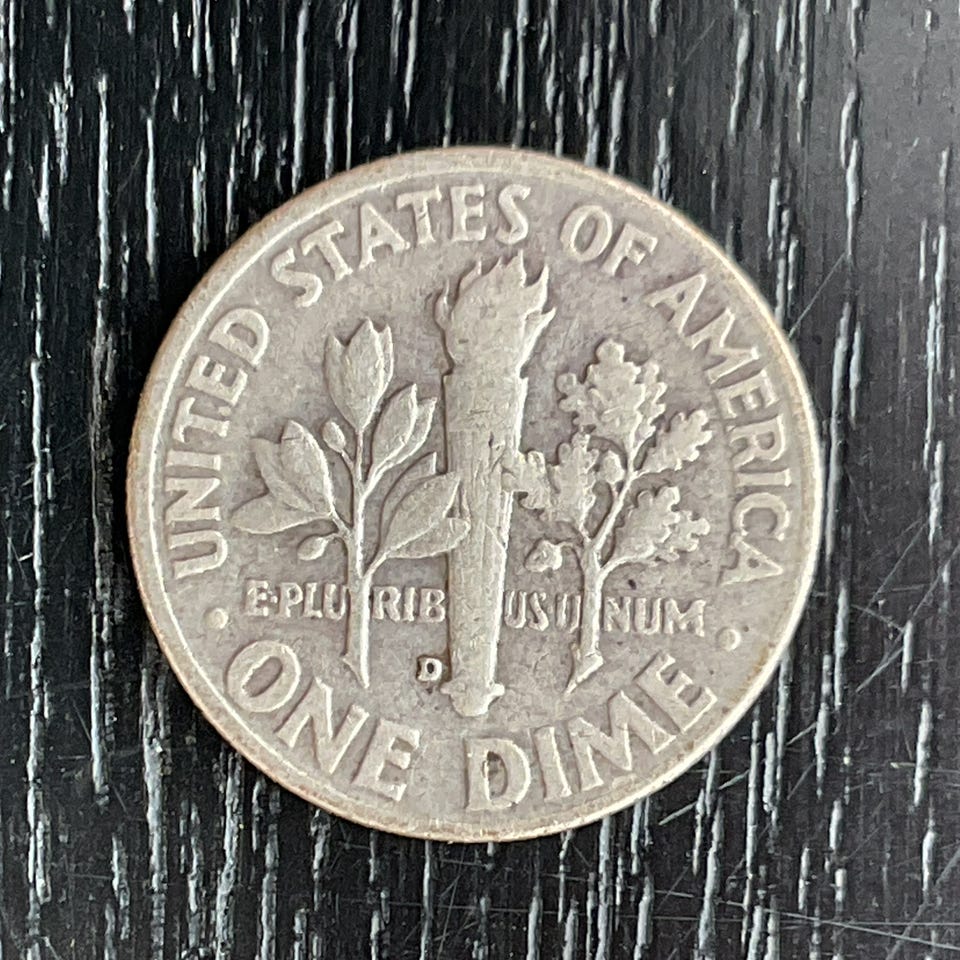 UNITED STATES OF AMERICA
E·PLURIBUS UNUM
D
· ONE DIME ·